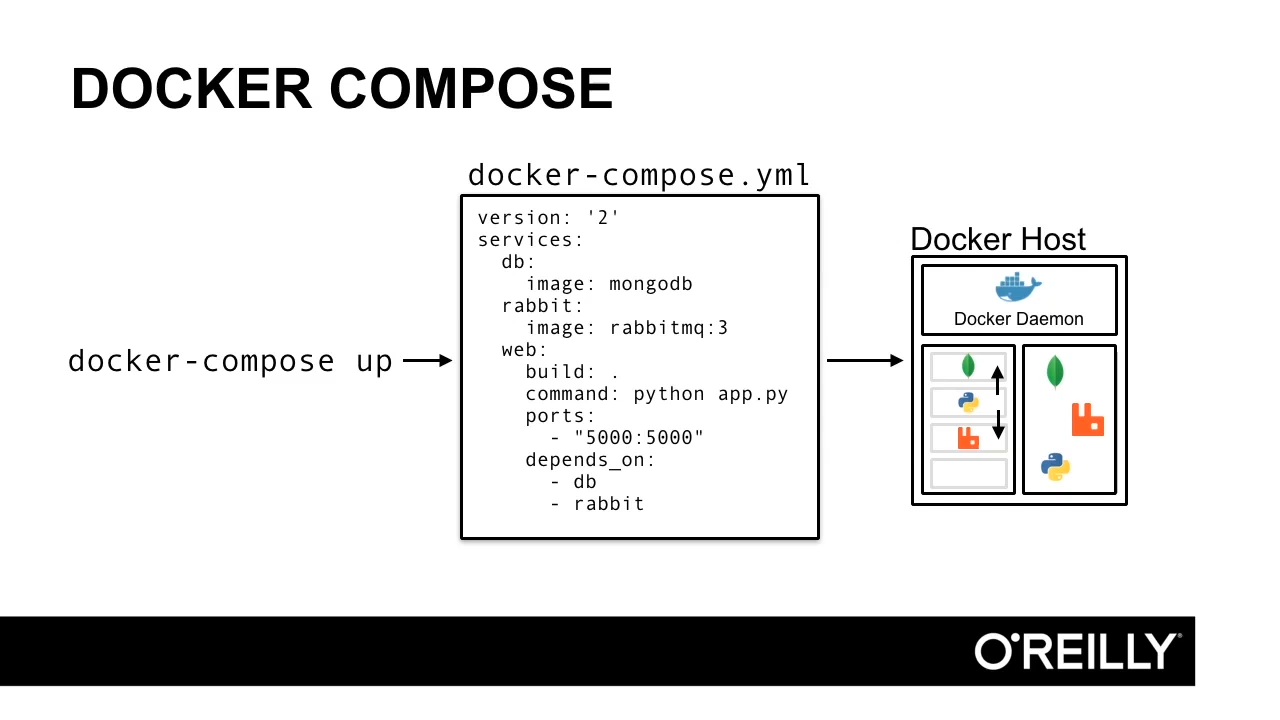 DOCKER COMPOSE
docker-compose.yml
version: '2'
services:
  db:
    image: mongodb
  rabbit:
    image: rabbitmq:3
  web:
    build: .
    command: python app.py
    ports:
      - "5000:5000"
    depends_on:
      - db
      - rabbit
docker-compose up
Docker Host
Docker Daemon
O'REILLY®